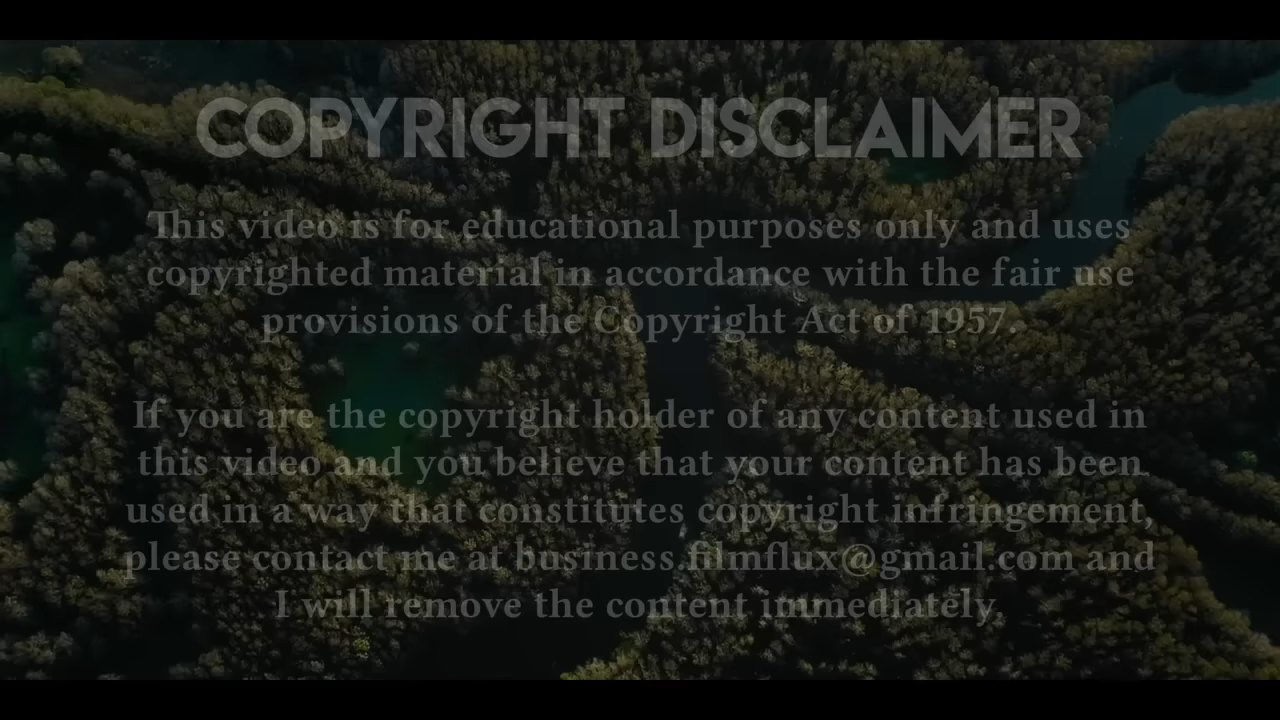 COPYRIGHT DISCLAIMER
This video is for educational purposes only and uses
copyrighted material in accordance with the fair use
provisions of the Copyright Act of 1957.
If you are the copyright holder of any content used in
this video and you believe that your content has been
used in a way that constitutes copyright infringement,
please contact me at business.filmflux@gmail.com and
I will remove the content immediately.